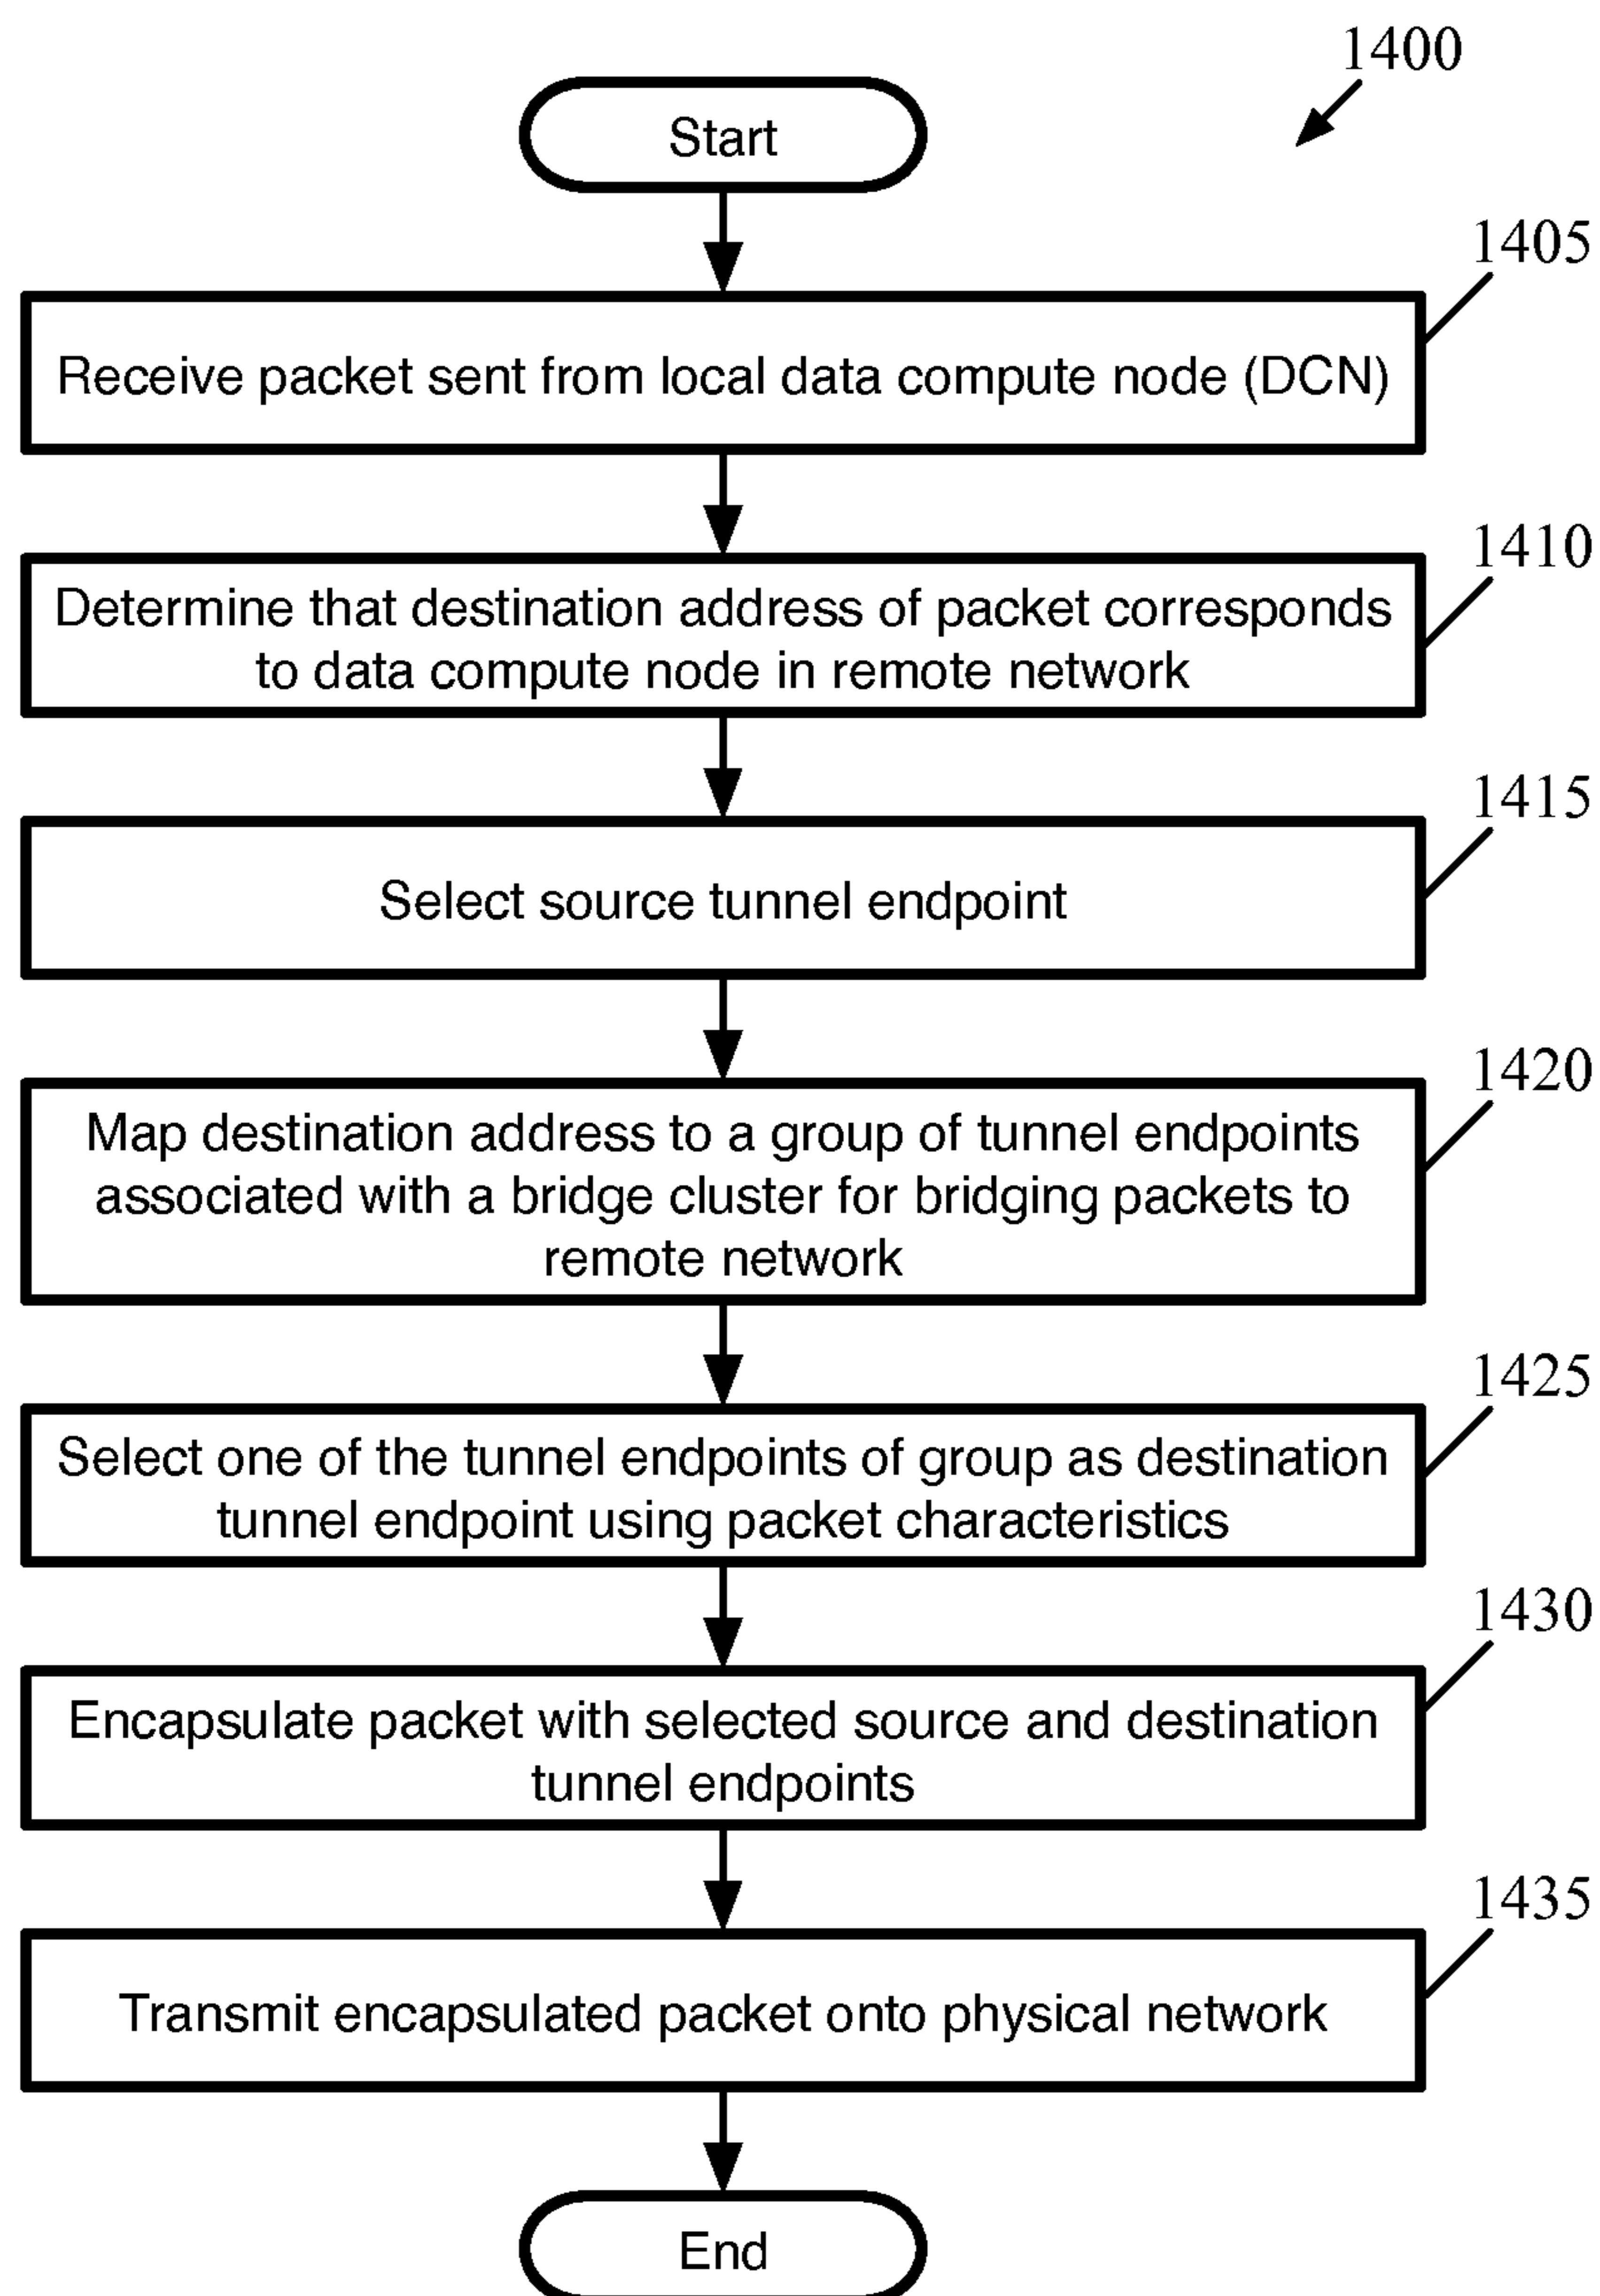 1400
Start
1405
Receive packet sent from local data compute node (DCN)
1410
Determine that destination address of packet corresponds
to data compute node in remote network
1415
Select source tunnel endpoint
1420
Map destination address to a group of tunnel endpoints
associated with a bridge cluster for bridging packets to
remote network
1425
Select one of the tunnel endpoints of group as destination
tunnel endpoint using packet characteristics
1430
Encapsulate packet with selected source and destination
tunnel endpoints
1435
Transmit encapsulated packet onto physical network
End